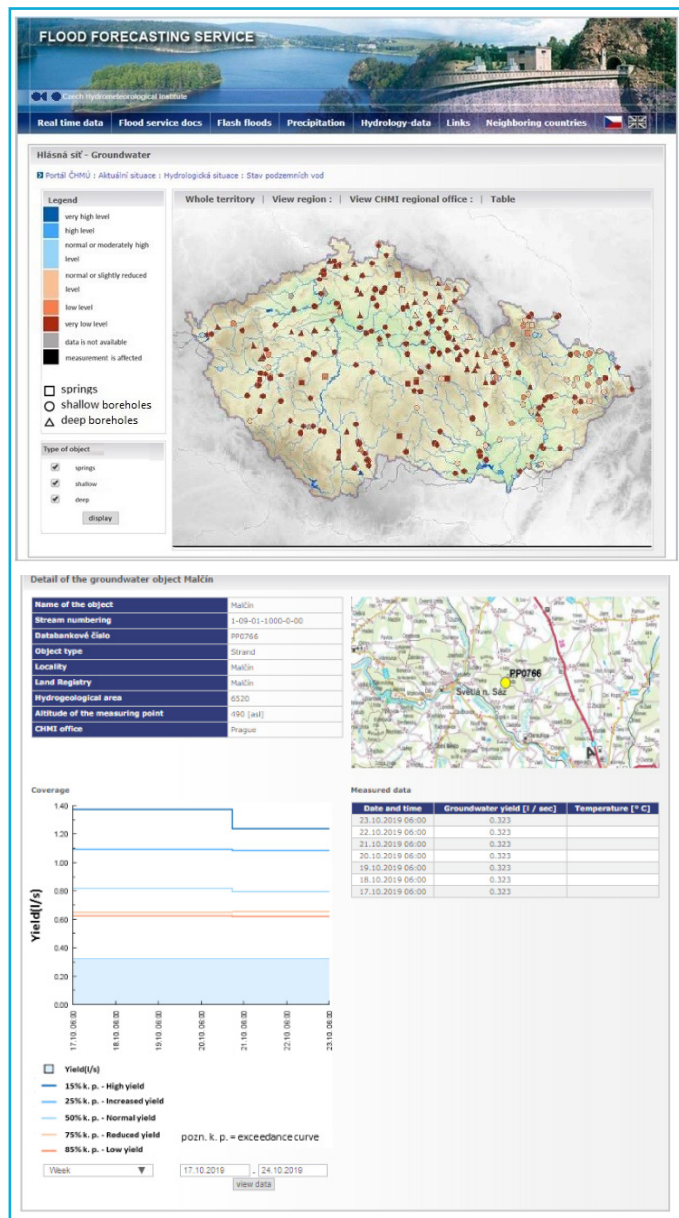 FLOOD FORECASTING SERVICE
Czech Hydrometeorological Institute
Real time data Flood service docs Flash floods Precipitation Hydrology-data Links Neighboring countries
Hlásná síť - Groundwater
Portál ČHMÚ : Aktuální situace : Hydrologická situace : Stav podzemních vod
Legend
very high level
high level
normal or moderately high
level
normal or slightly reduced
level
low level
very low level
data is not available
measurement is affected
springs
shallow boreholes
deep boreholes
Type of object
springs
shallow
deep
display
Whole territory | View region : | View CHMI regional office : | Table
Detail of the groundwater object Malčín
Name of the object Malčín
Stream numbering 1-09-01-1000-0-00
Databankové číslo PP0766
Object type Strand
Locality Malčín
Land Registry Malčín
Hydrogeological area 6520
Altitude of the measuring point 490 [asl]
CHMI office Prague
PP0766
Světlá n. Sáz
Coverage
1.40
1.20
1.00
0.80
0.60
0.40
0.20
0.00
Yield(l/s)
17.10. 06:00
18.10. 06:00
19.10. 06:00
20.10. 06:00
21.10. 06:00
22.10. 06:00
23.10. 06:00
Yield(l/s)
15% k. p. - High yield
25% k. p. - Increased yield
50% k. p. - Normal yield
75% k. p. - Reduced yield
85% k. p. - Low yield
pozn. k. p. = exceedance curve
Week 17.10.2019 - 24.10.2019
view data
Measured data
Date and time Groundwater yield [l / sec] Temperature [° C]
23.10.2019 06:00 0.323
22.10.2019 06:00 0.323
21.10.2019 06:00 0.323
20.10.2019 06:00 0.323
19.10.2019 06:00 0.323
18.10.2019 06:00 0.323
17.10.2019 06:00 0.323